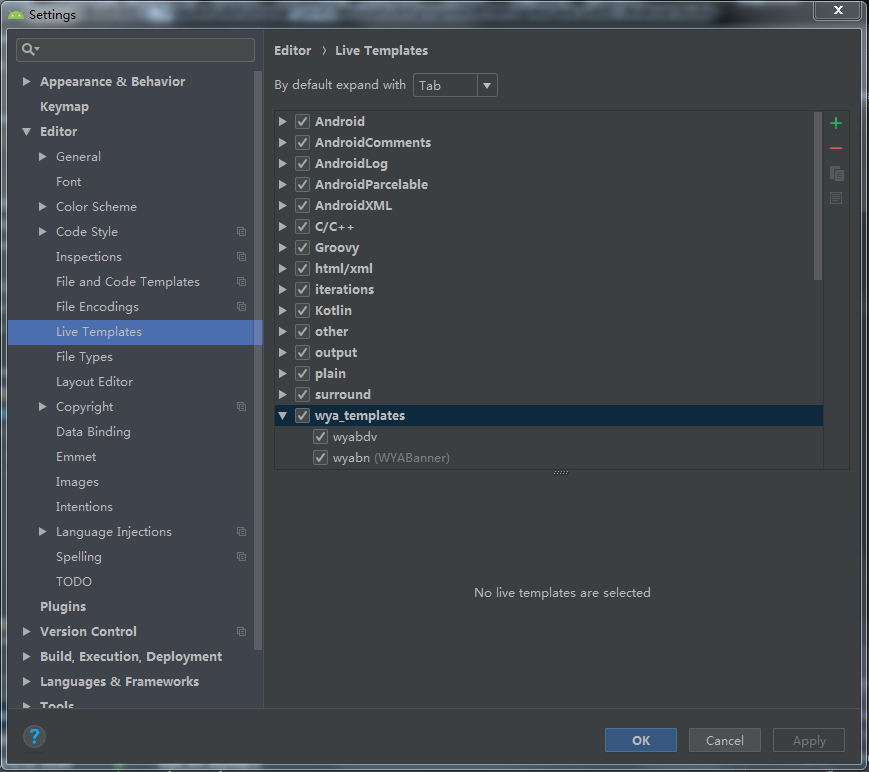 Settings
Appearance & Behavior
Keymap
Editor
General
Font
Color Scheme
Code Style
Inspections
File and Code Templates
File Encodings
Live Templates
File Types
Layout Editor
Copyright
Data Binding
Emmet
Images
Intentions
Language Injections
Spelling
TODO
Plugins
Version Control
Build, Execution, Deployment
Languages & Frameworks
Tools
Editor › Live Templates
By default expand with Tab
Android
AndroidComments
AndroidLog
AndroidParcelable
AndroidXML
C/C++
Groovy
html/xml
iterations
Kotlin
other
output
plain
surround
wya_templates
wyabdv
wyabn (WYABanner)
No live templates are selected
?
OK Cancel Apply